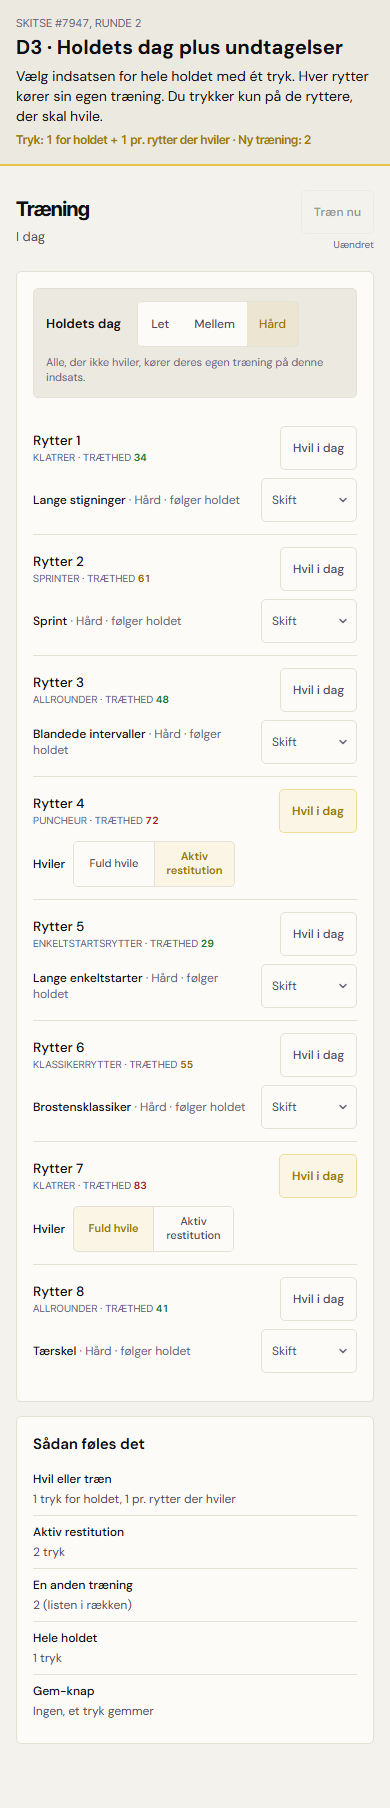 SKITSE #7947, RUNDE 2
D3 · Holdets dag plus undtagelser
Vælg indsatsen for hele holdet med ét tryk. Hver rytter
kører sin egen træning. Du trykker kun på de ryttere,
der skal hvile.
Tryk: 1 for holdet + 1 pr. rytter der hviler · Ny træning: 2
Træning
Træn nu
I dag
Uændret
Holdets dag
Let
Mellem
Hård
Alle, der ikke hviler, kører deres egen træning på denne
indsats.
Rytter 1
KLATRER · TRÆTHED 34
Hvil i dag
Lange stigninger · Hård · følger holdet
Skift
Rytter 2
SPRINTER · TRÆTHED 61
Hvil i dag
Sprint · Hård · følger holdet
Skift
Rytter 3
ALLROUNDER · TRÆTHED 48
Hvil i dag
Blandede intervaller · Hård · følger
holdet
Skift
Rytter 4
PUNCHEUR · TRÆTHED 72
Hvil i dag
Hviler
Fuld hvile
Aktiv
restitution
Rytter 5
ENKELTSTARTSRYTTER · TRÆTHED 29
Hvil i dag
Lange enkeltstarter · Hård · følger
holdet
Skift
Rytter 6
KLASSIKERRYTTER · TRÆTHED 55
Hvil i dag
Brostensklassiker · Hård · følger holdet
Skift
Rytter 7
KLATRER · TRÆTHED 83
Hvil i dag
Hviler
Fuld hvile
Aktiv
restitution
Rytter 8
ALLROUNDER · TRÆTHED 41
Hvil i dag
Tærskel · Hård · følger holdet
Skift
Sådan føles det
Hvil eller træn
1 tryk for holdet, 1 pr. rytter der hviler
Aktiv restitution
2 tryk
En anden træning
2 (listen i rækken)
Hele holdet
1 tryk
Gem-knap
Ingen, et tryk gemmer